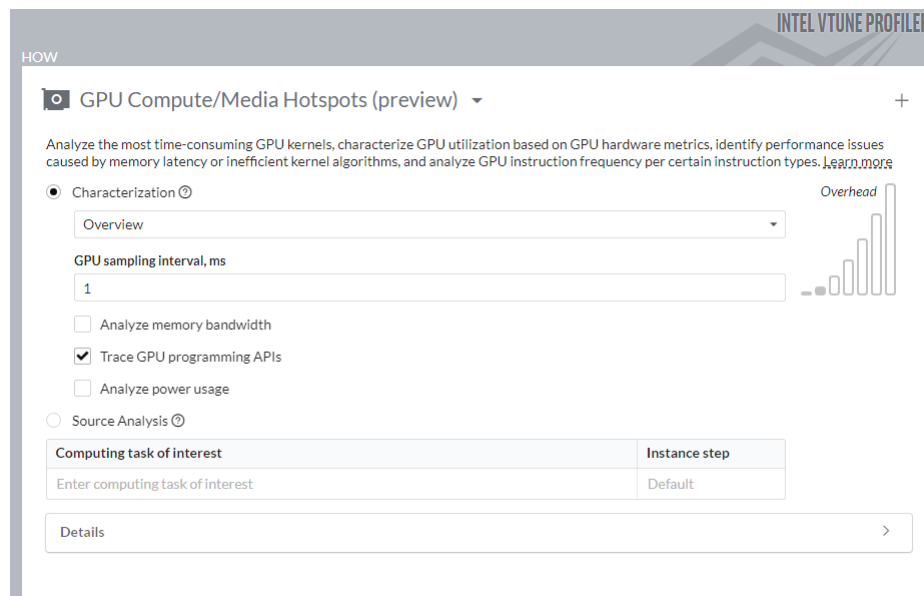 INTEL VTUNE PROFILER
HOW
GPU Compute/Media Hotspots (preview)
Analyze the most time-consuming GPU kernels, characterize GPU utilization based on GPU hardware metrics, identify performance issues
caused by memory latency or inefficient kernel algorithms, and analyze GPU instruction frequency per certain instruction types. Learn more
Characterization
Overhead
Overview
GPU sampling interval, ms
1
Analyze memory bandwidth
Trace GPU programming APIs
Analyze power usage
Source Analysis
Computing task of interest Instance step
Enter computing task of interest Default
Details